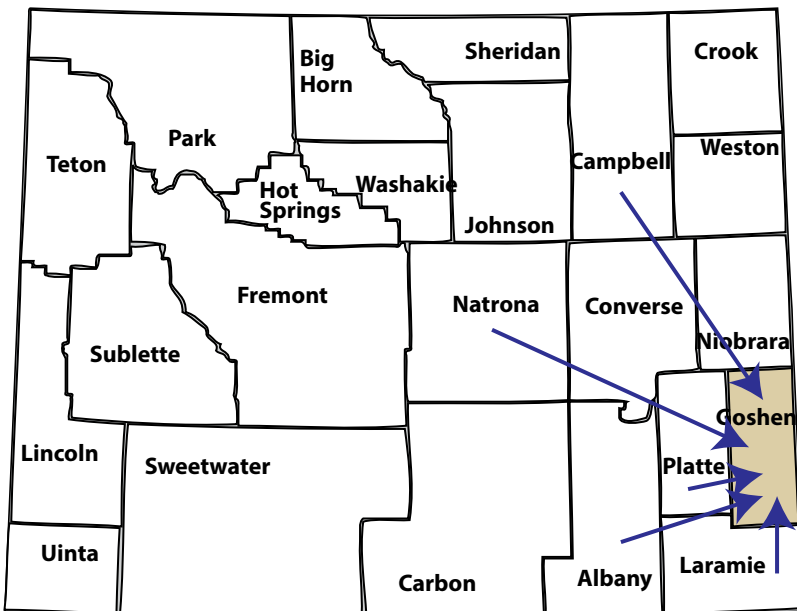 Big
Horn
Sheridan
Crook
Park
Teton
Weston
Campbell
Washakie
Hot
Springs
Johnson
Fremont
Natrona
Converse
Niobrara
Sublette
Goshen
Lincoln
Sweetwater
Platte
Uinta
Carbon
Albany
Laramie